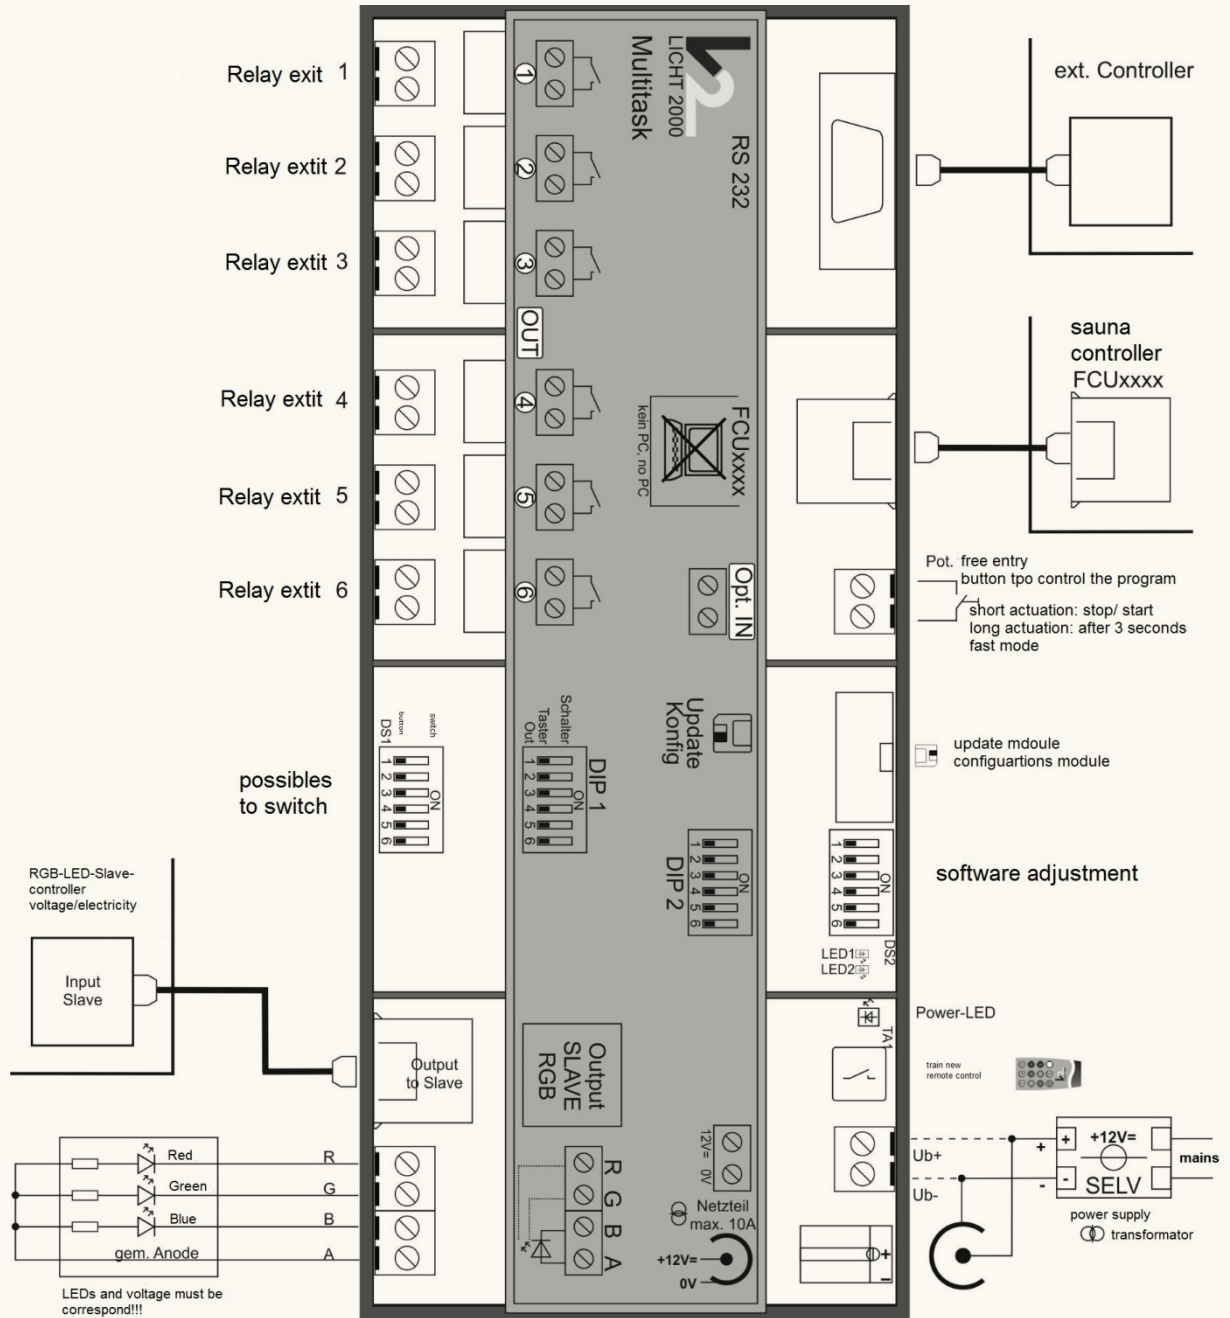 Relay exit 1
Relay extit 2
Relay extit 3
Relay extit 4
Relay extit 5
Relay extit 6
possibles
to switch
RGB-LED-Slave-
controller
voltage/electricity
Input
Slave
Red
Green
Blue
gem. Anode
R
G
B
A
LEDs and voltage must be
correspond!!!
switch
button
DS1
1
2
3
4
5
6
ON
Output
to Slave
1
2
3
OUT
4
5
6
LICHT 2000
Multitask
RS 232
FCUxxxx
kein PC, no PC
Opt. IN
Update
Konfig
Schalter
Taster
Out
DIP 1
1
2
3
4
5
6
ON
DIP 2
1
2
3
4
5
6
ON
Output
SLAVE
RGB
R
G
B
A
12V=
0V
Netzteil
max. 10A
+12V=
0V
1
2
3
4
5
6
ON
DS2
LED1
LED2
TA1
+
-
ext. Controller
sauna
controller
FCUxxxx
Pot. free entry
button tpo control the program
short actuation: stop/ start
long actuation: after 3 seconds
fast mode
update mdoule
configuartions module
software adjustment
Power-LED
train new
remote control
Ub+
Ub-
+
-
+
-
+12V=
SELV
mains
power supply
transformator